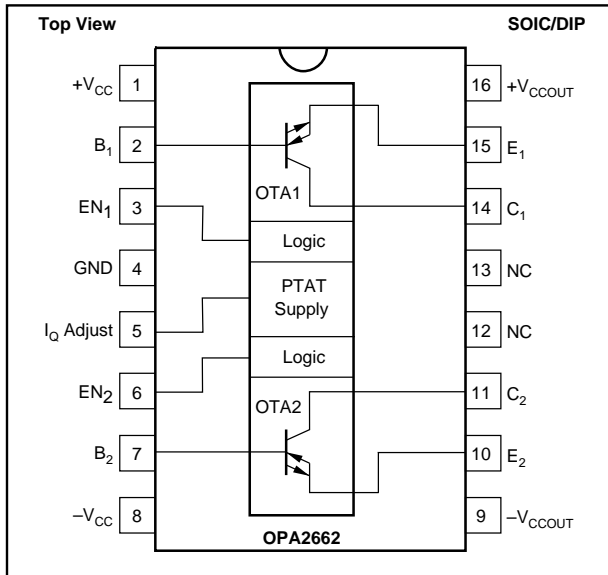 Top View
SOIC/DIP
+VCC 1
16 +VCCOUT
B1 2
15 E1
OTA1
EN1 3
14 C1
Logic
GND 4
13 NC
PTAT
Supply
IQ Adjust 5
12 NC
Logic
EN2 6
11 C2
OTA2
B2 7
10 E2
–VCC 8
9 –VCCOUT
OPA2662